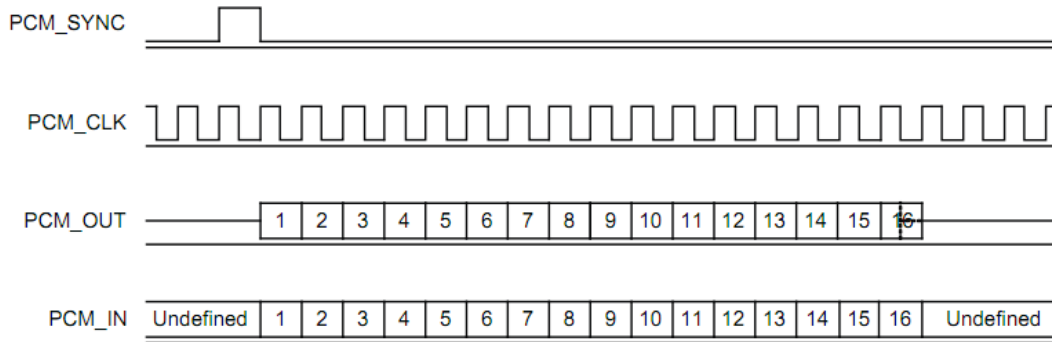 PCM_SYNC
PCM_CLK
PCM_OUT 1 2 3 4 5 6 7 8 9 10 11 12 13 14 15 16
PCM_IN Undefined 1 2 3 4 5 6 7 8 9 10 11 12 13 14 15 16 Undefined